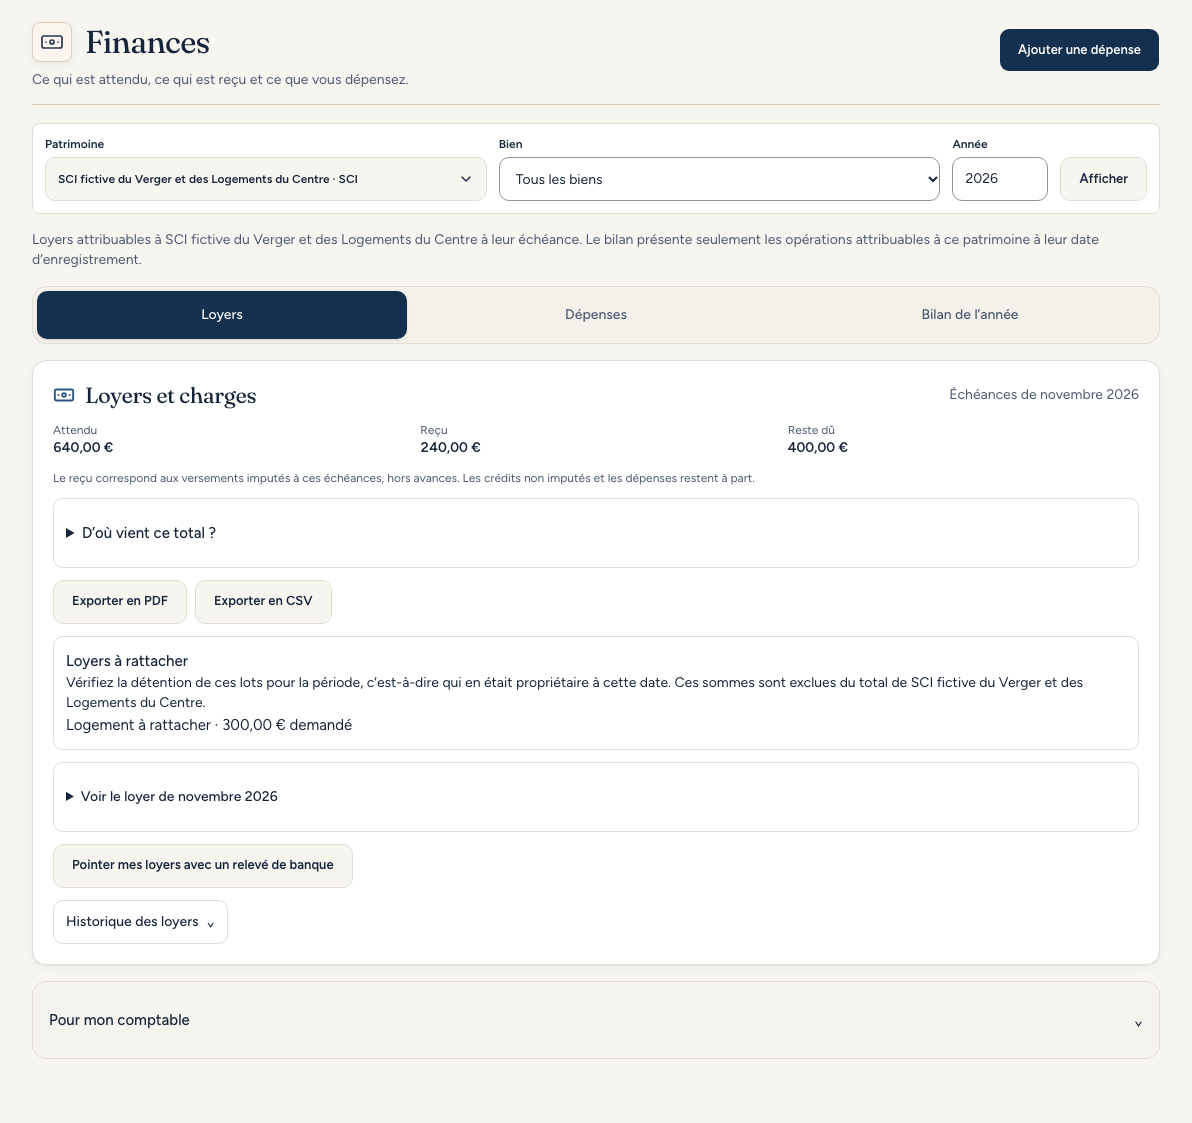 Finances
Ajouter une dépense
Ce qui est attendu, ce qui est reçu et ce que vous dépensez.
Patrimoine
Bien
Année
SCI fictive du Verger et des Logements du Centre · SCI
Tous les biens
2026
Afficher
Loyers attribuables à SCI fictive du Verger et des Logements du Centre à leur échéance. Le bilan présente seulement les opérations attribuables à ce patrimoine à leur date
d’enregistrement.
Loyers
Dépenses
Bilan de l’année
Loyers et charges
Échéances de novembre 2026
Attendu
Reçu
Reste dû
640,00 €
240,00 €
400,00 €
Le reçu correspond aux versements imputés à ces échéances, hors avances. Les crédits non imputés et les dépenses restent à part.
D’où vient ce total ?
Exporter en PDF
Exporter en CSV
Loyers à rattacher
Vérifiez la détention de ces lots pour la période, c’est-à-dire qui en était propriétaire à cette date. Ces sommes sont exclues du total de SCI fictive du Verger et des
Logements du Centre.
Logement à rattacher · 300,00 € demandé
Voir le loyer de novembre 2026
Pointer mes loyers avec un relevé de banque
Historique des loyers
Pour mon comptable